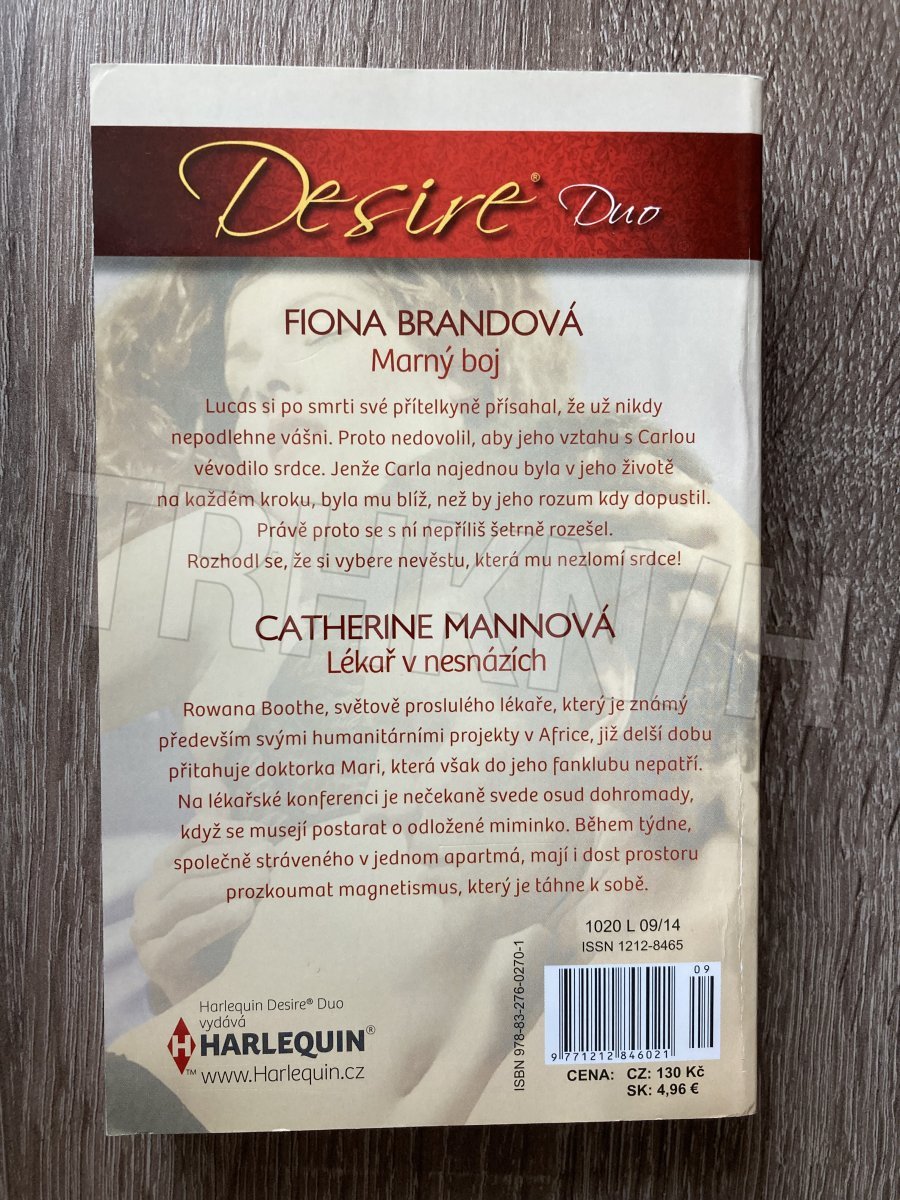 Desire® Duo
FIONA BRANDOVÁ
Marný boj
Lucas si po smrti své přítelkyně přísahal, že už nikdy
nepodlehne vášni. Proto nedovolil, aby jeho vztahu s Carlou
vévodilo srdce. Jenže Carla najednou byla v jeho životě
na každém kroku, byla mu blíž, než by jeho rozum kdy dopustil.
Právě proto se s ní nepříliš šetrně rozešel.
Rozhodl se, že si vybere nevěstu, která mu nezlomí srdce!
TRHKNIH
CATHERINE MANNOVÁ
Lékař v nesnázích
Rowana Boothe, světově proslulého lékaře, který je známý
především svými humanitárními projekty v Africe, již delší dobu
přitahuje doktorka Mari, která však do jeho fanklubu nepatří.
Na lékařské konferenci je nečekaně svede osud dohromady,
když se musejí postarat o odložené miminko. Během týdne,
společně stráveného v jednom apartmá, mají i dost prostoru
prozkoumat magnetismus, který je táhne k sobě.
1020 L 09/14
ISSN 1212-8465
09
ISBN 978-83-276-0270-1
9 771212 846021
CENA: CZ: 130 Kč
SK: 4,96 €
Harlequin Desire® Duo
vydává
H HARLEQUIN®
™ www.Harlequin.cz